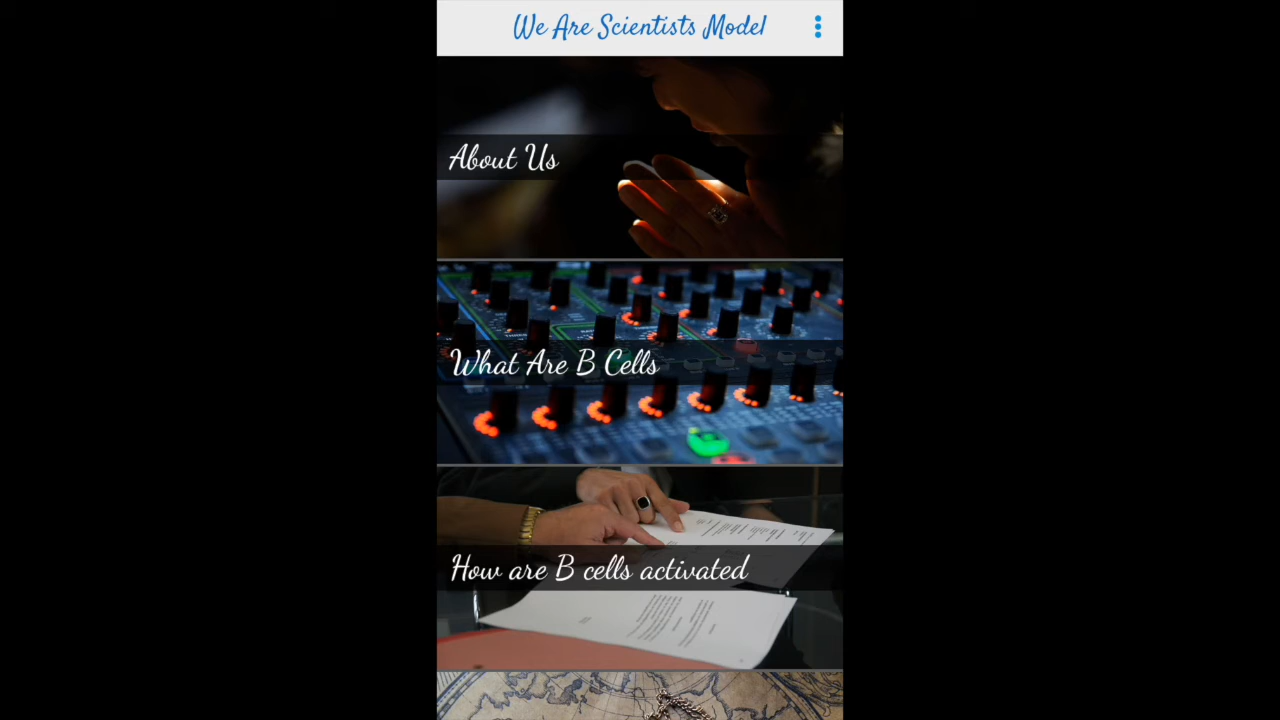 We Are Scientists Model
About Us
What Are B Cells
How are B cells activated